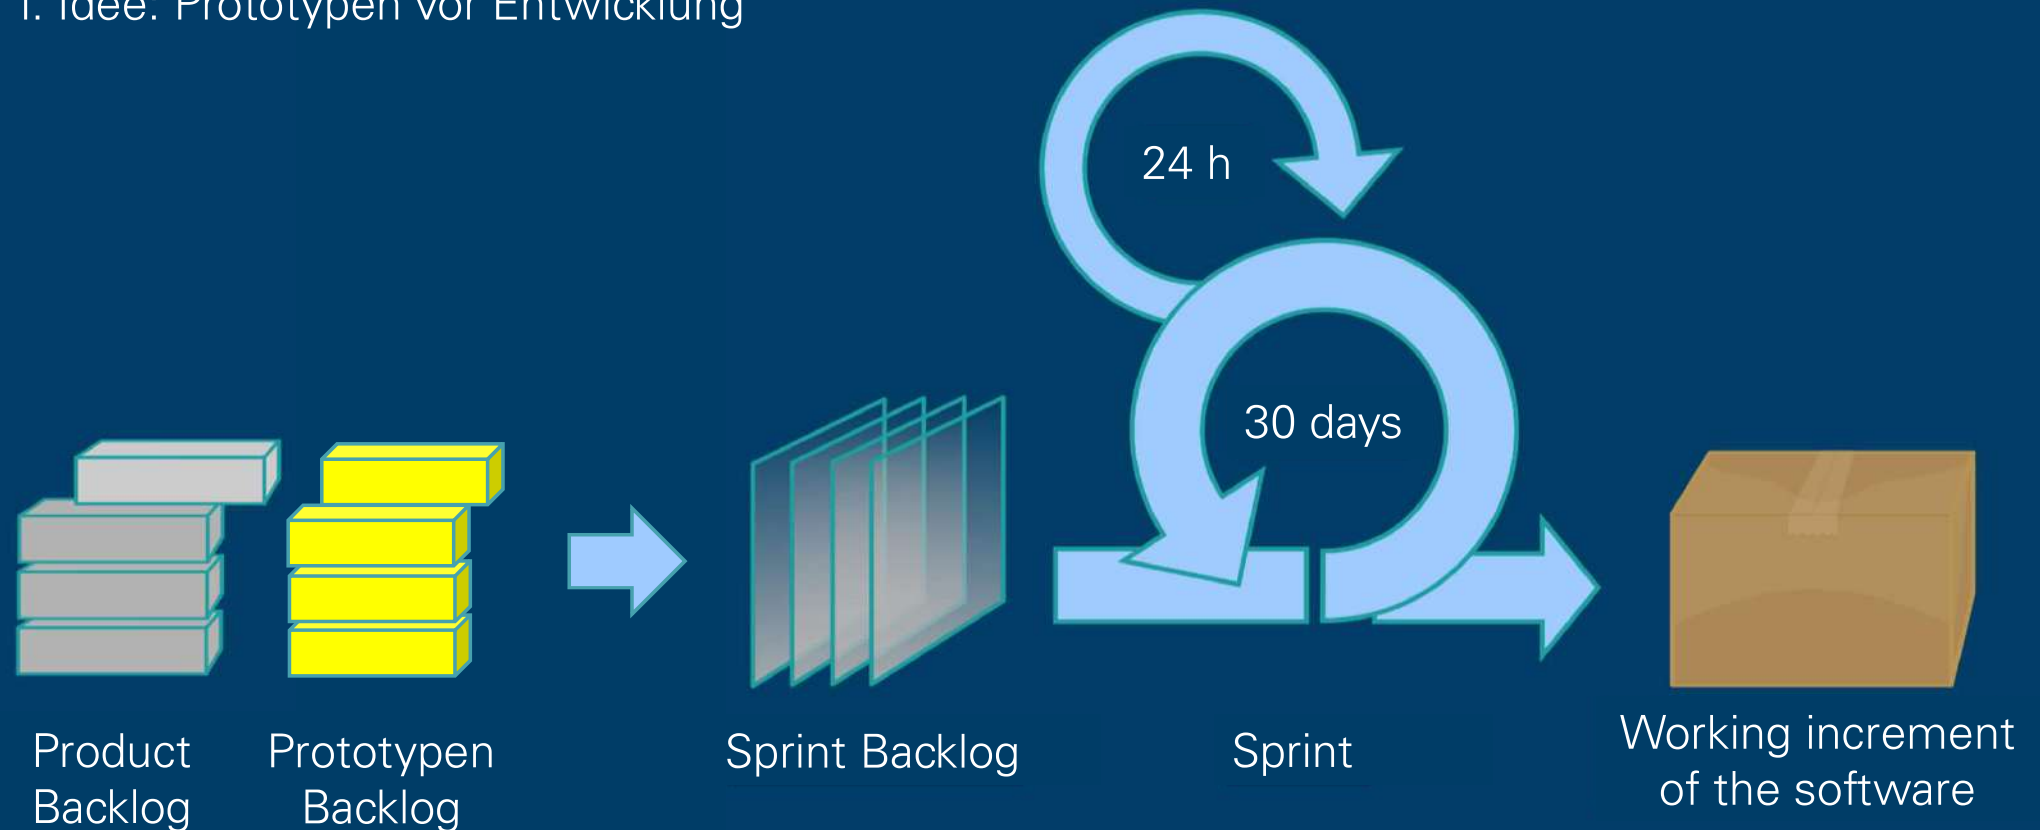 1. Idee: Prototypen vor Entwicklung
24 h
30 days
Product
Backlog
Prototypen
Backlog
Sprint Backlog
Sprint
Working increment
of the software